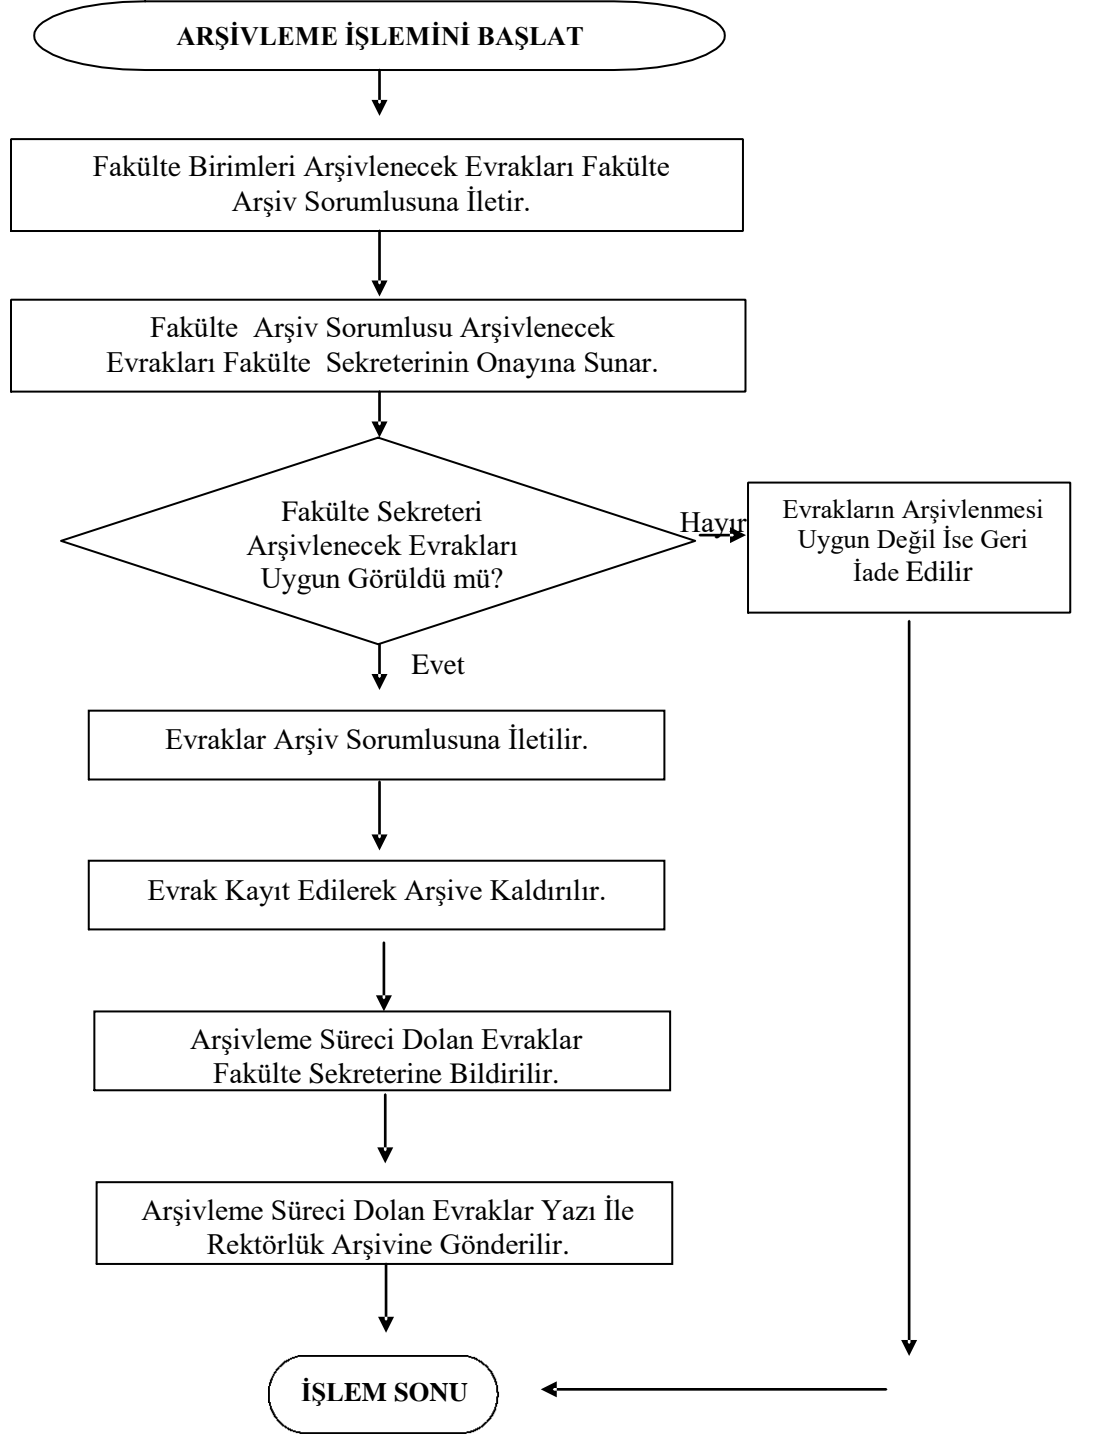 ARŞİVLEME İŞLEMİNİ BAŞLAT
Fakülte Birimleri Arşivlenecek Evrakları Fakülte
Arşiv Sorumlusuna İletir.
Fakülte Arşiv Sorumlusu Arşivlenecek
Evrakları Fakülte Sekreterinin Onayına Sunar.
Fakülte Sekreteri
Arşivlenecek Evrakları
Uygun Görüldü mü?
Hayır
Evrakların Arşivlenmesi
Uygun Değil İse Geri
İade Edilir
Evet
Evraklar Arşiv Sorumlusuna İletilir.
Evrak Kayıt Edilerek Arşive Kaldırılır.
Arşivleme Süreci Dolan Evraklar
Fakülte Sekreterine Bildirilir.
Arşivleme Süreci Dolan Evraklar Yazı İle
Rektörlük Arşivine Gönderilir.
İŞLEM SONU